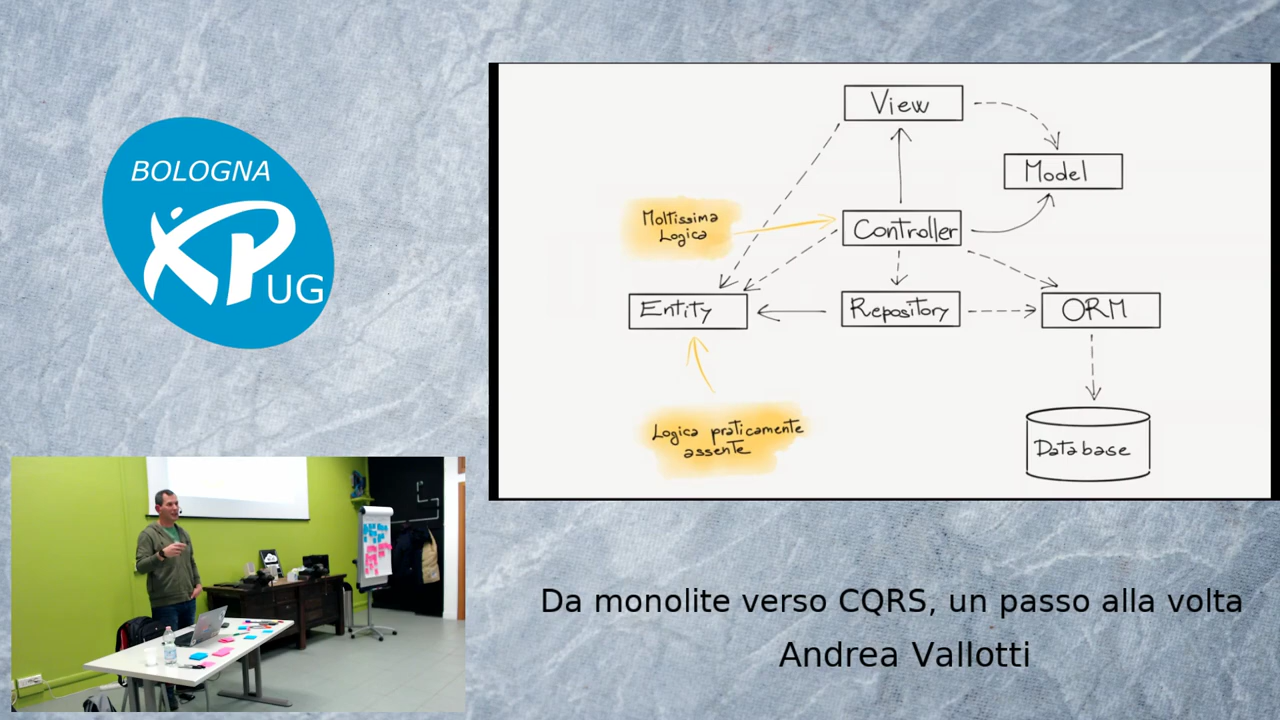 BOLOGNA
XP
UG
View
Model
Moltissima
Logica
Controller
Entity
Repository
ORM
Logica praticamente
assente
Database
Da monolite verso CQRS, un passo alla volta
Andrea Vallotti